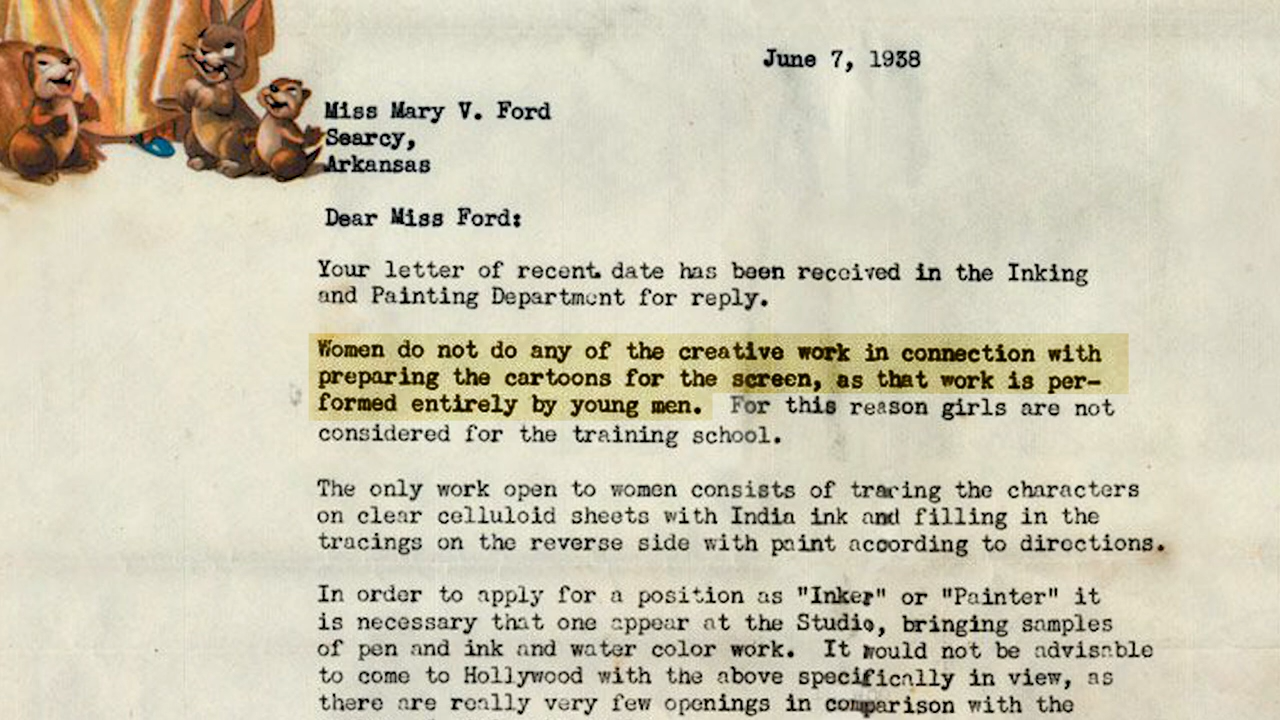 June 7, 1938
Miss Mary V. Ford
Searcy,
Arkansas
Dear Miss Ford:
Your letter of recent date has been received in the Inking
and Painting Department for reply.
Women do not do any of the creative work in connection with
preparing the cartoons for the screen, as that work is per-
formed entirely by young men. For this reason girls are not
considered for the training school.
The only work open to women consists of tracing the characters
on clear celluloid sheets with India ink and filling in the
tracings on the reverse side with paint according to directions.
In order to apply for a position as "Inker" or "Painter" it
is necessary that one appear at the Studio, bringing samples
of pen and ink and water color work. It would not be advisable
to come to Hollywood with the above specifically in view, as
there are really very few openings in comparison with the